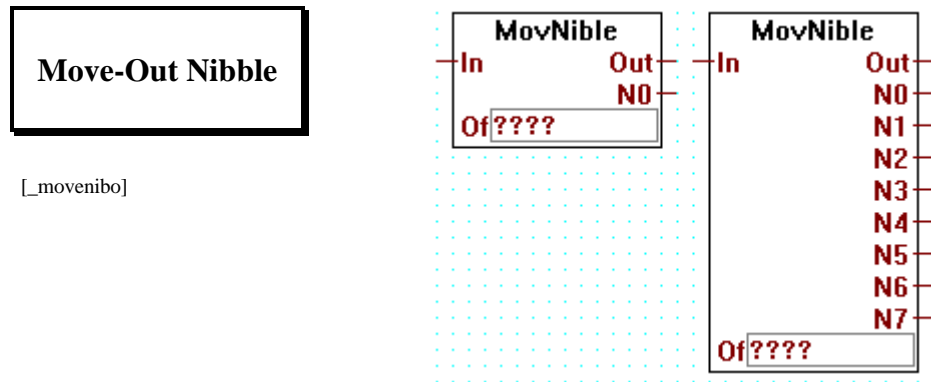 Move-Out Nibble
[_movenibo]
MovNible
In Out
N0
Of ????
MovNible
In Out
N0
N1
N2
N3
N4
N5
N6
N7
Of ????